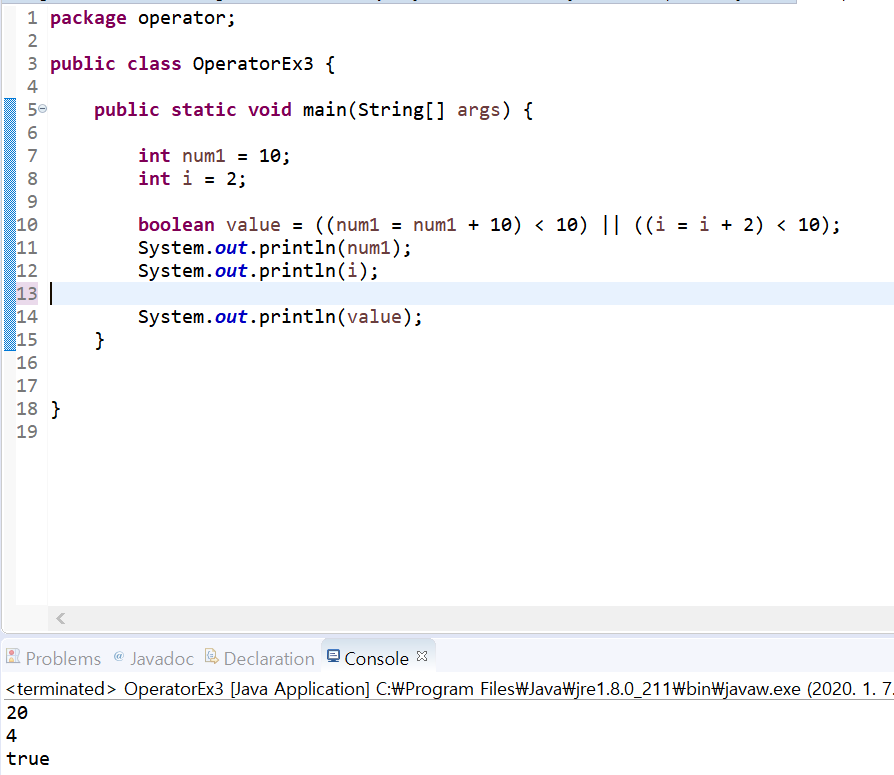 1 package operator;
2
3 public class OperatorEx3 {
4
5 public static void main(String[] args) {
6
7 int num1 = 10;
8 int i = 2;
9
10 boolean value = ((num1 = num1 + 10) < 10) || ((i = i + 2) < 10);
11 System.out.println(num1);
12 System.out.println(i);
13
14 System.out.println(value);
15 }
16
17
18 }
19
Problems @ Javadoc Declaration Console
<terminated> OperatorEx3 [Java Application] C:₩Program Files₩Java₩jre1.8.0_211₩bin₩javaw.exe (2020. 1. 7.
20
4
true